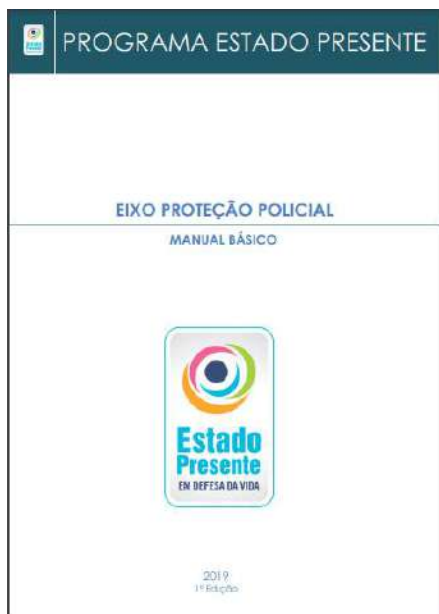 PROGRAMA ESTADO PRESENTE
EIXO PROTEÇÃO POLICIAL
MANUAL BÁSICO
Estado
Presente
EM DEFESA DA VIDA
2019
1ª Edição